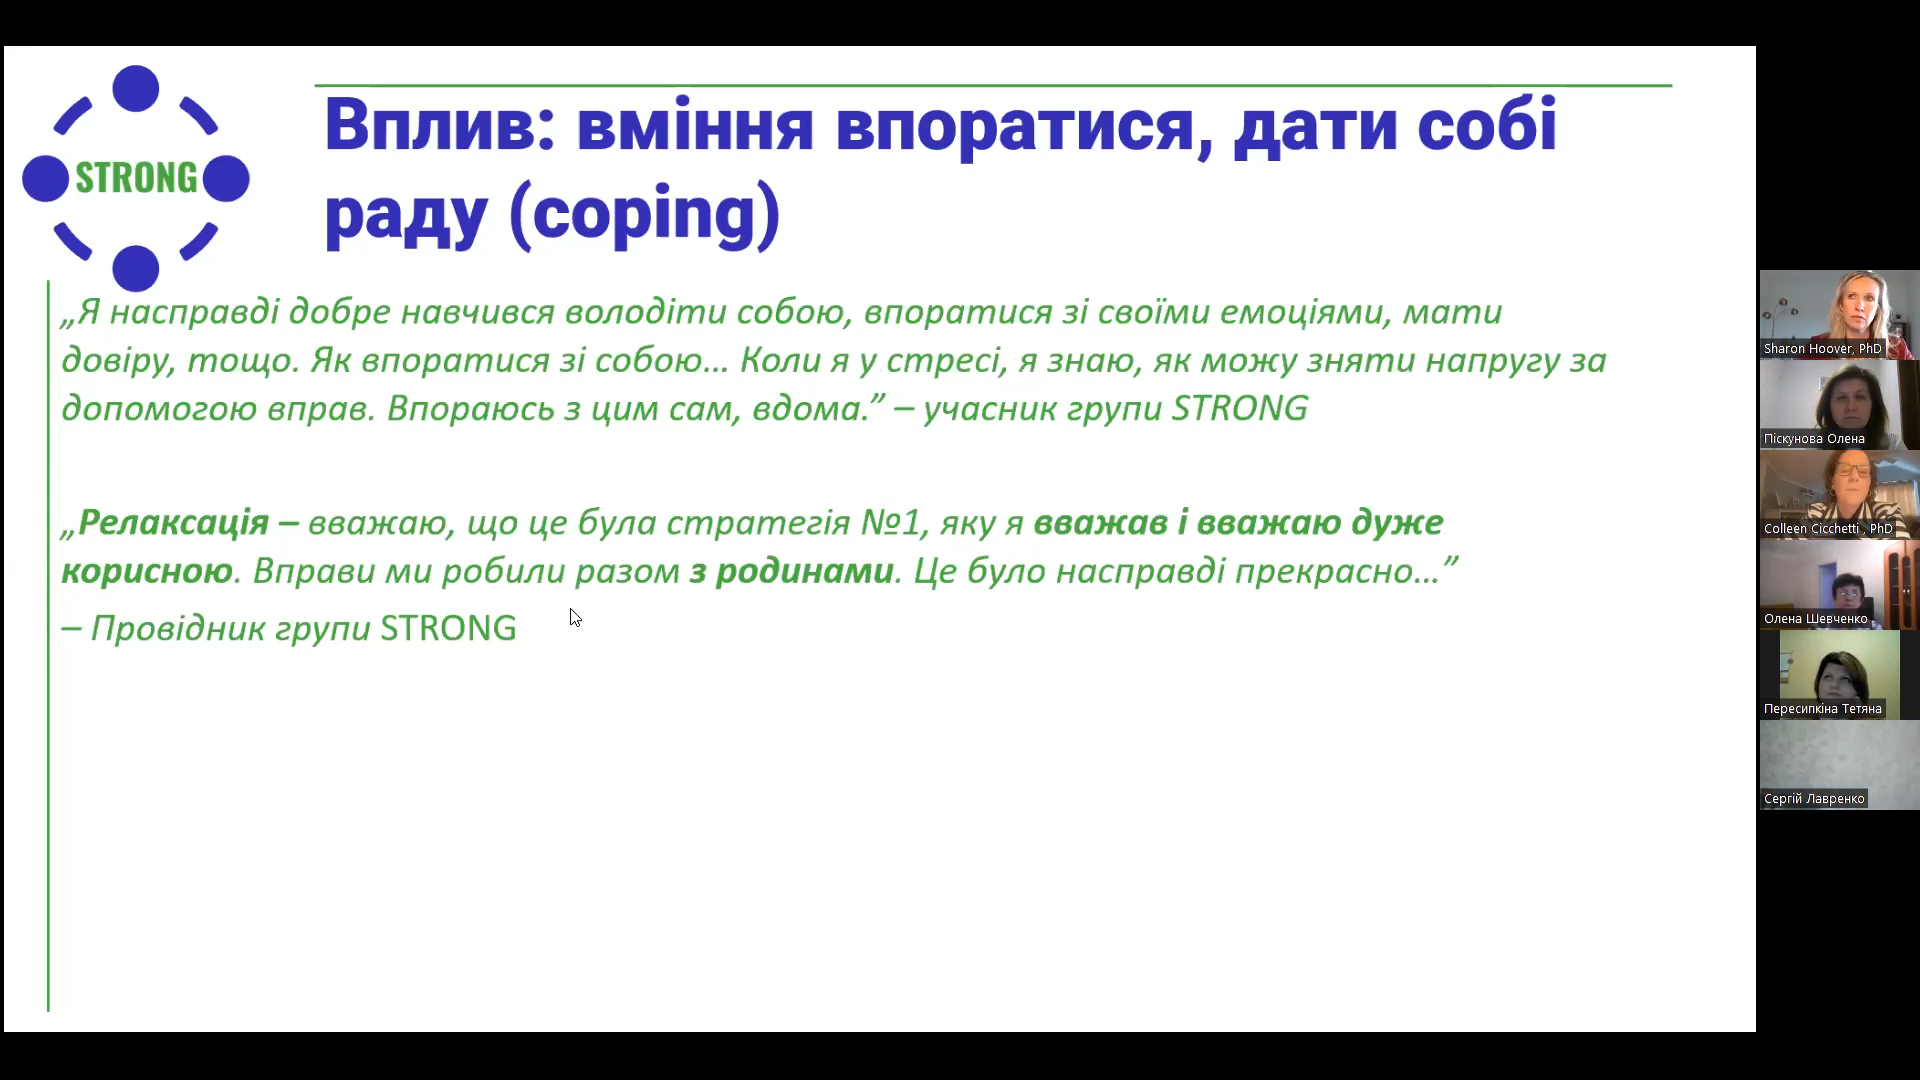 STRONG
Вплив: вміння впоратися, дати собі
раду (coping)
„Я насправді добре навчився володіти собою, впоратися зі своїми емоціями, мати
довіру, тощо. Як впоратися зі собою... Коли я у стресі, я знаю, як можу зняти напругу за
допомогою вправ. Впораюсь з цим сам, вдома.” – учасник групи STRONG
„Релаксація – вважаю, що це була стратегія №1, яку я вважав і вважаю дуже
корисною. Вправи ми робили разом з родинами. Це було насправді прекрасно...”
– Провідник групи STRONG
Sharon Hoover, PhD
Піскунова Олена
Colleen Cicchetti , PhD
Олена Шевченко
Пересипкіна Тетяна
Сергій Лавренко